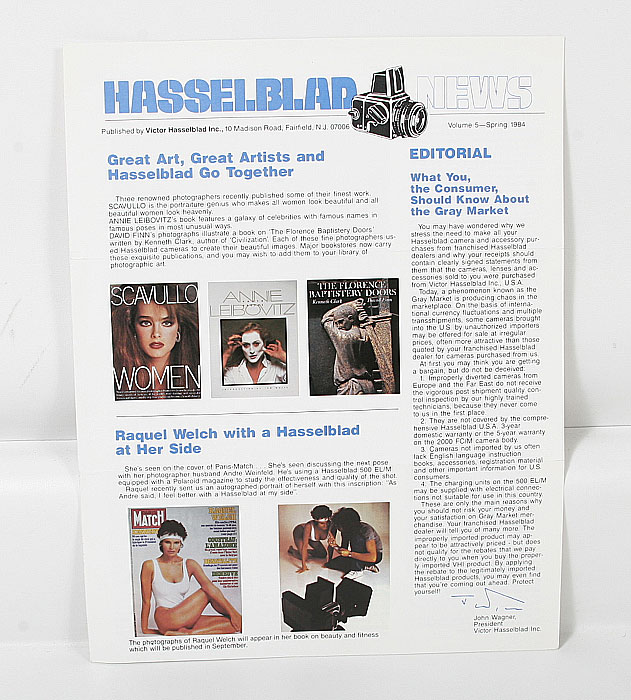 HASSELBLAD NEWS
Published by Victor Hasselblad Inc., 10 Madison Road, Fairfield, N.J. 07006
Volume 5—Spring 1984
Great Art, Great Artists and
Hasselblad Go Together
Three renowned photographers recently published some of their finest work.
SCAVULLO is the portraiture genius who makes all women look beautiful and all
beautiful women look heavenly.
ANNIE LEIBOVITZ's book features a galaxy of celebrities with famous names in
famous poses in most unusual ways.
DAVID FINN's photographs illustrate a book on 'The Florence Baptistery Doors'
written by Kenneth Clark, author of 'Civilization'. Each of these fine photographers us-
ed Hasselblad cameras to create their beautiful images. Major bookstores now carry
these exquisite publications, and you may wish to add them to your library of
photographic art.
SCAVULLO
WOMEN
ANNIE
LEIBOVITZ
THE FLORENCE
BAPTISTERY DOORS
Kenneth Clark David Finn
Raquel Welch with a Hasselblad
at Her Side
She's seen on the cover of Paris-Match . . . She's seen discussing the next pose
with her photographer husband Andre Weinfeld. He's using a Hasselblad 500 EL/M
equipped with a Polaroid magazine to study the effectiveness and quality of the shot.
Raquel recently sent us an autographed portrait of herself with this inscription: "As
Andre said, I feel better with a Hasselblad at my side".
MATCH
RAQUEL
WELCH
The photographs of Raquel Welch will appear in her book on beauty and fitness
which will be published in September.
EDITORIAL
What You,
the Consumer,
Should Know About
the Gray Market
You may have wondered why we
stress the need to make all your
Hasselblad camera and accessory pur-
chases from franchised Hasselblad
dealers and why your receipts should
contain clearly signed statements from
them that the cameras, lenses and ac-
cessories sold to you were purchased
from Victor Hasselblad Inc., U.S.A.
Today, a phenomenon known as the
Gray Market is producing chaos in the
marketplace. On the basis of interna-
tional currency fluctuations and multiple
transshipments, some cameras brought
into the U.S. by unauthorized importers
may be offered for sale at irregular
prices, often more attractive than those
quoted by your franchised Hasselblad
dealer for cameras purchased from us.
At first you may think you are getting
a bargain, but do not be deceived:
1. Improperly diverted cameras from
Europe and the Far East do not receive
the vigorous post shipment quality con-
trol inspection by our highly trained
technicians, because they never come
to us in the first place.
2. They are not covered by the compre-
hensive Hasselblad U.S.A. 3-year
domestic warranty or the 5-year warranty
on the 2000 FC/M camera body.
3. Cameras not imported by us often
lack English language instruction
books, accessories, registration material
and other important information for U.S.
consumers.
4. The charging units on the 500 EL/M
may be supplied with electrical connec-
tions not suitable for use in this country.
These are only the main reasons why
you should not risk your money and
your satisfaction on Gray Market mer-
chandise. Your franchised Hasselblad
dealer will tell you of many more. The
improperly imported product may ap-
pear to be attractively priced - but does
not qualify for the rebates that we pay
directly to you when you buy the proper-
ly imported VHI product. By applying
the rebate to the legitimately imported
Hasselblad products, you may even find
that you're coming out ahead. Protect
yourself!
John Wagner,
President
Victor Hasselblad Inc.